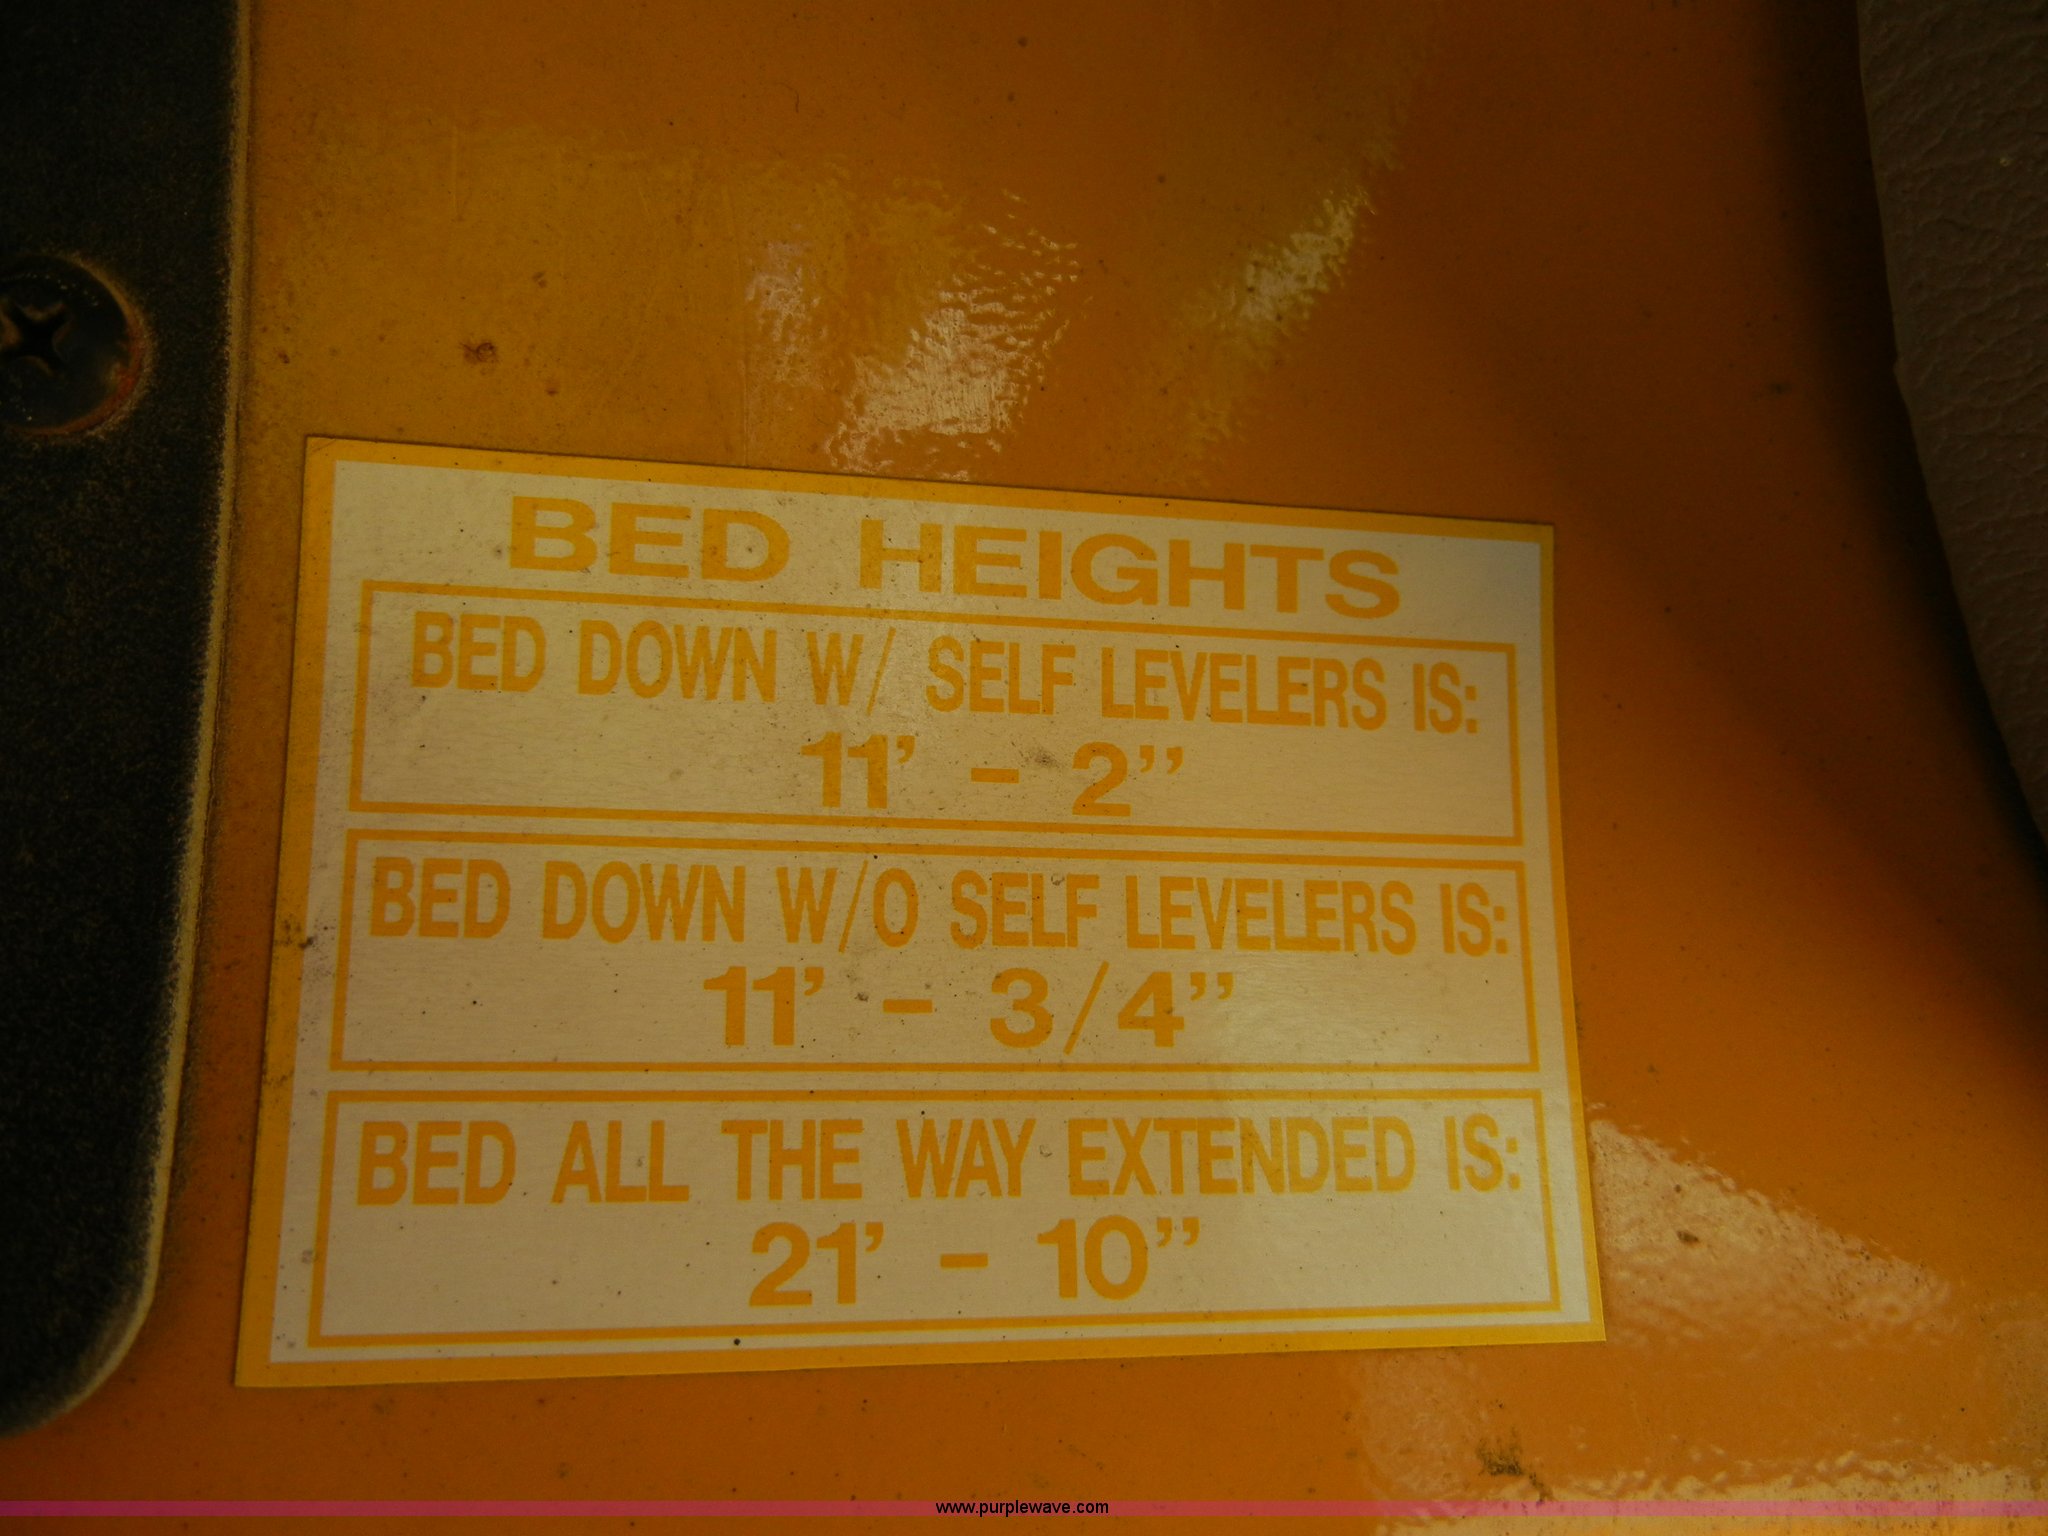 BED HEIGHTS
BED DOWN W/ SELF LEVELERS IS:
11’ - 2”
BED DOWN W/O SELF LEVELERS IS:
11’ - 3/4”
BED ALL THE WAY EXTENDED IS:
21’ - 10”
www.purplewave.com